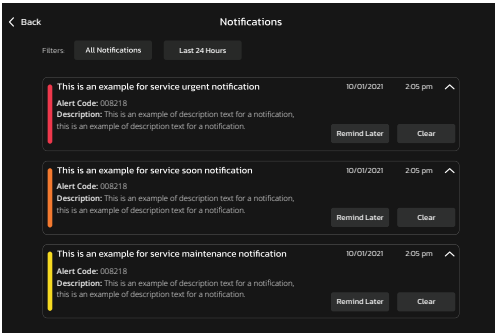 Back
Notifications
Filters:
All Notifications
Last 24 Hours
This is an example for service urgent notification
10/01/2021
2:05 pm
Alert Code: 008218
Description: This is an example of description text for a notification,
this is an example of description text for a notification.
Remind Later
Clear
This is an example for service soon notification
10/01/2021
2:05 pm
Alert Code: 008218
Description: This is an example of description text for a notification,
this is an example of description text for a notification.
Remind Later
Clear
This is an example for service maintenance notification
10/01/2021
2:05 pm
Alert Code: 008218
Description: This is an example of description text for a notification,
this is an example of description text for a notification.
Remind Later
Clear